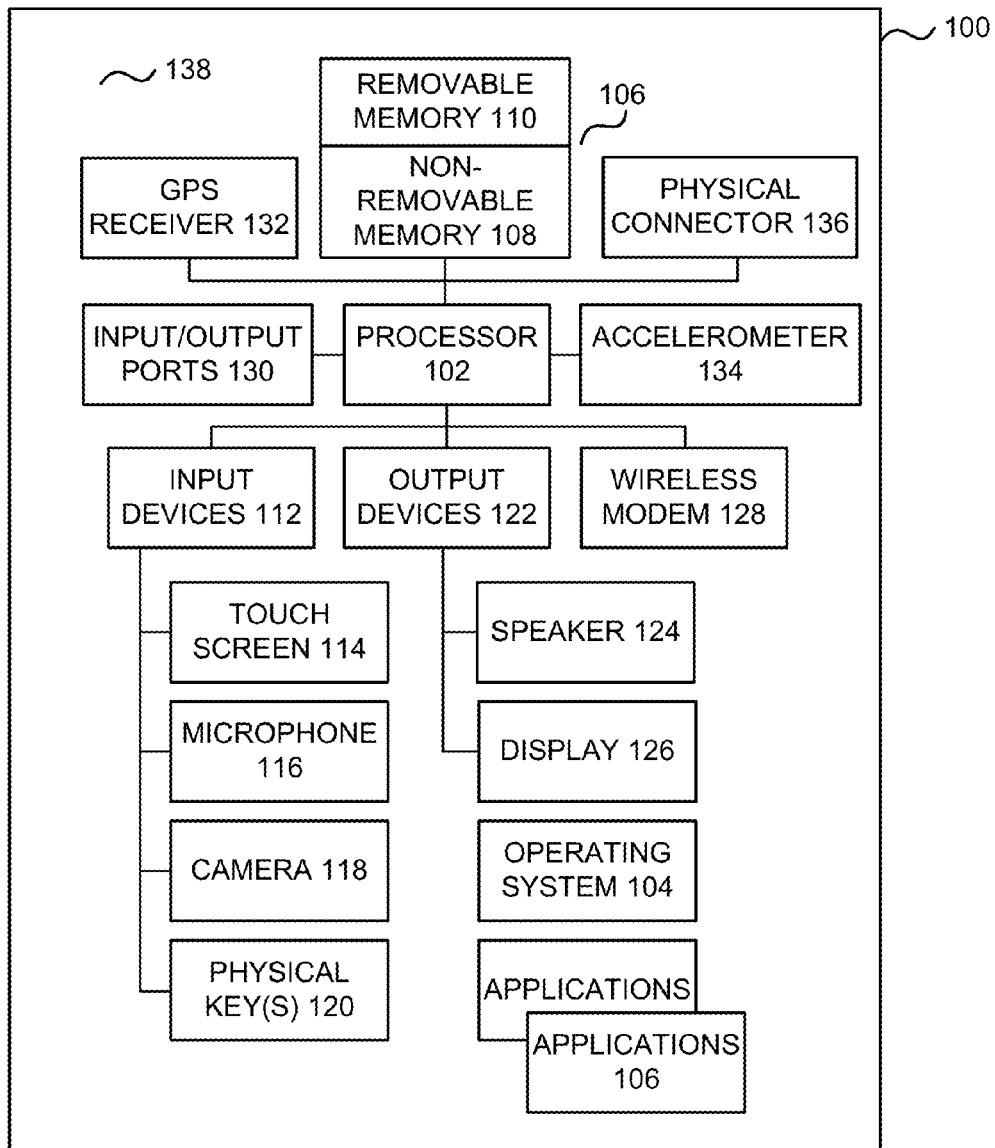 100
138
REMOVABLE
MEMORY 110
106
NON-
REMOVABLE
MEMORY 108
GPS
RECEIVER 132
PHYSICAL
CONNECTOR 136
INPUT/OUTPUT
PORTS 130
PROCESSOR
102
ACCELEROMETER
134
INPUT
DEVICES 112
OUTPUT
DEVICES 122
WIRELESS
MODEM 128
TOUCH
SCREEN 114
SPEAKER 124
MICROPHONE
116
DISPLAY 126
CAMERA 118
OPERATING
SYSTEM 104
PHYSICAL
KEY(S) 120
APPLICATIONS
APPLICATIONS
106